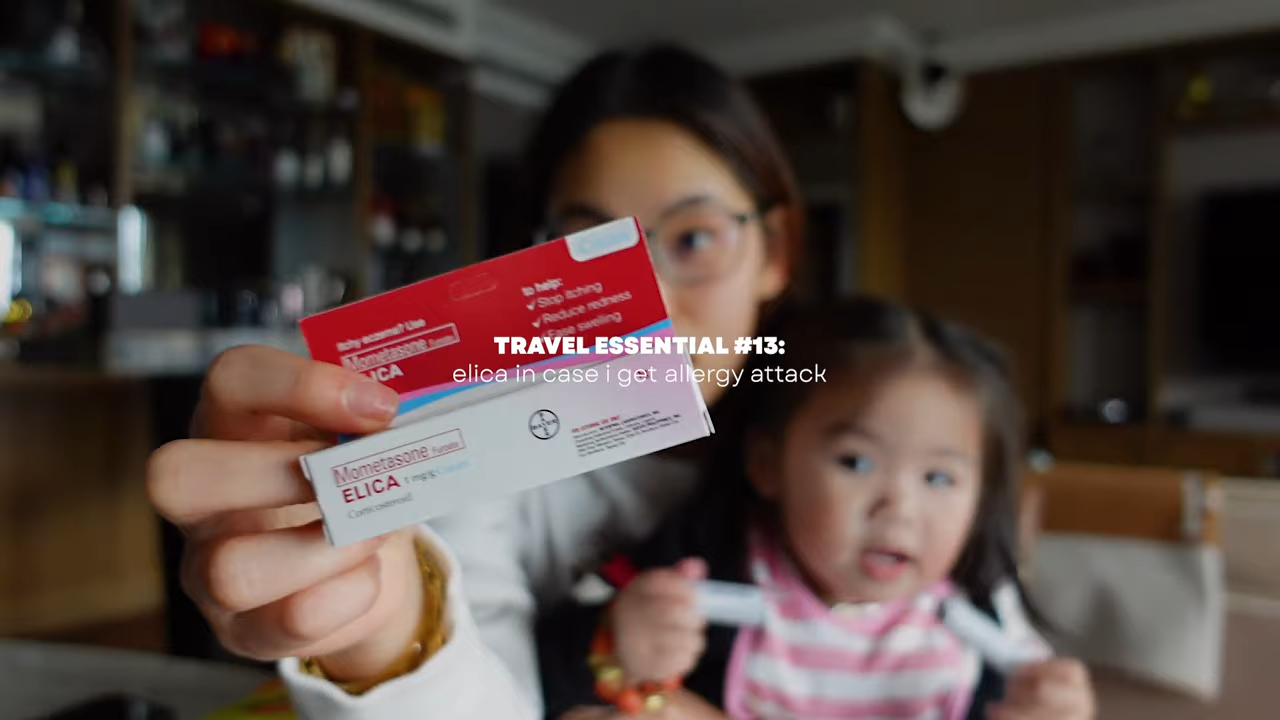 to help:
✓Stop itching
✓Reduce redness
✓Ease swelling
Itchy eczema? Use
Mometasone Furoate
ELICA
TRAVEL ESSENTIAL #13:
elica in case i get allergy attack
BAYER
Mometasone Furoate
ELICA 1 mg/g Cream
Corticosteroid